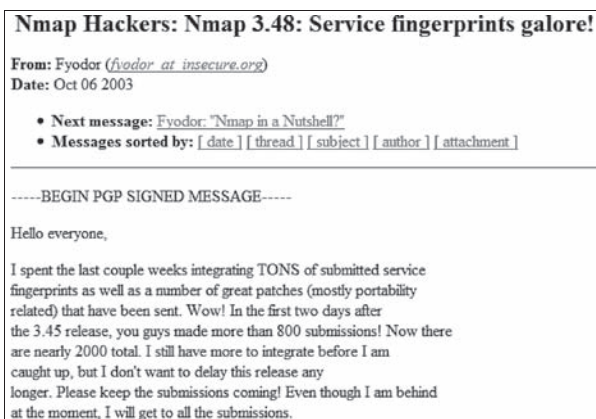 Nmap Hackers: Nmap 3.48: Service fingerprints galore!
From: Fyodor (fyodor at insecure.org)
Date: Oct 06 2003
• Next message: Fyodor: "Nmap in a Nutshell?"
• Messages sorted by: [ date ] [ thread ] [ subject ] [ author ] [ attachment ]
-----BEGIN PGP SIGNED MESSAGE-----
Hello everyone,
I spent the last couple weeks integrating TONS of submitted service
fingerprints as well as a number of great patches (mostly portability
related) that have been sent. Wow! In the first two days after
the 3.45 release, you guys made more than 800 submissions! Now there
are nearly 2000 total. I still have more to integrate before I am
caught up, but I don't want to delay this release any
longer. Please keep the submissions coming! Even though I am behind
at the moment, I will get to all the submissions.